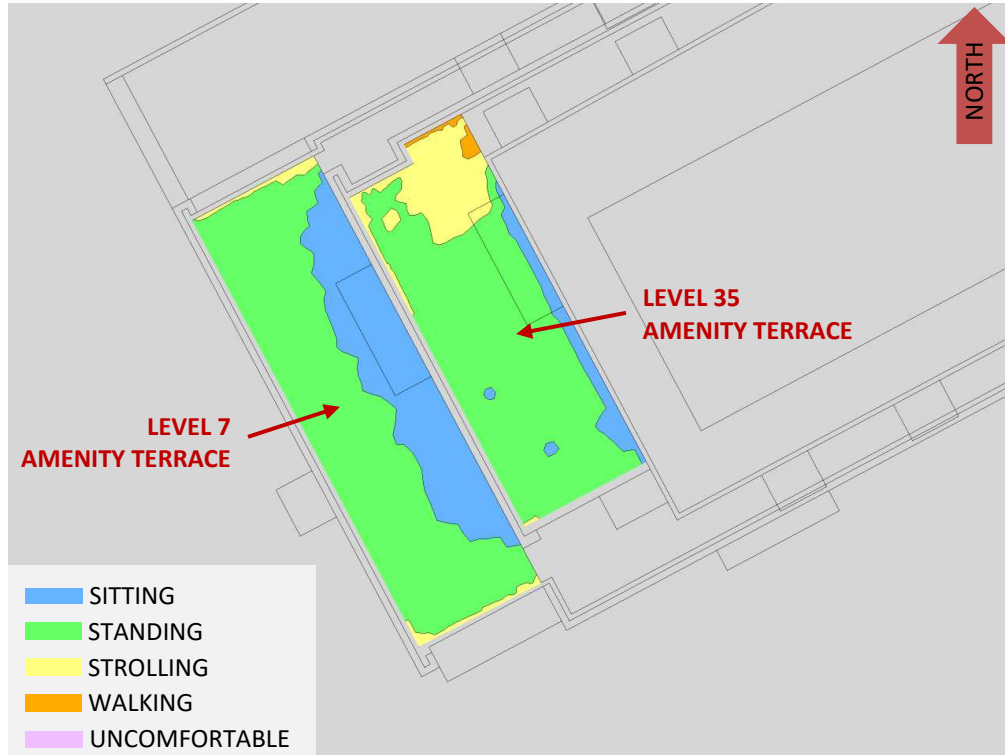 NORTH
LEVEL 35
AMENITY TERRACE
LEVEL 7
AMENITY TERRACE
SITTING
STANDING
STROLLING
WALKING
UNCOMFORTABLE